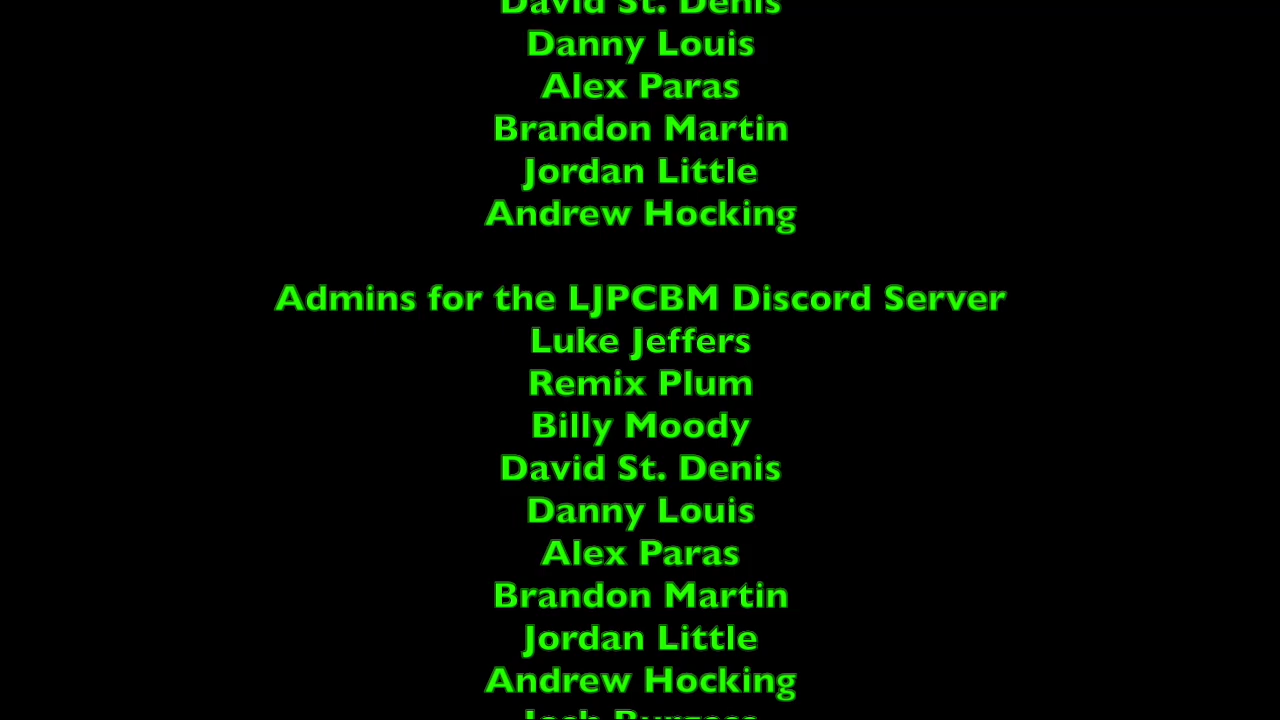 David St. Denis
Danny Louis
Alex Paras
Brandon Martin
Jordan Little
Andrew Hocking
Admins for the LJPCBM Discord Server
Luke Jeffers
Remix Plum
Billy Moody
David St. Denis
Danny Louis
Alex Paras
Brandon Martin
Jordan Little
Andrew Hocking